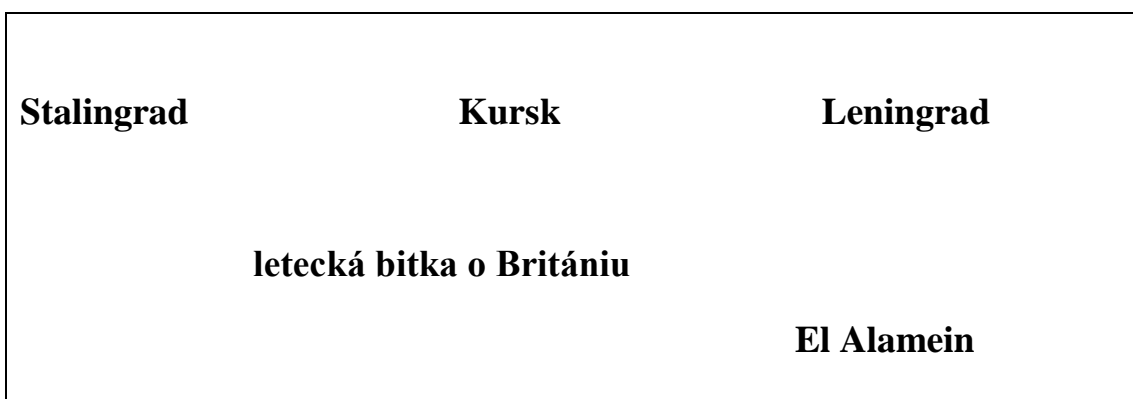 Stalingrad Kursk Leningrad
letecká bitka o Britániu
El Alamein